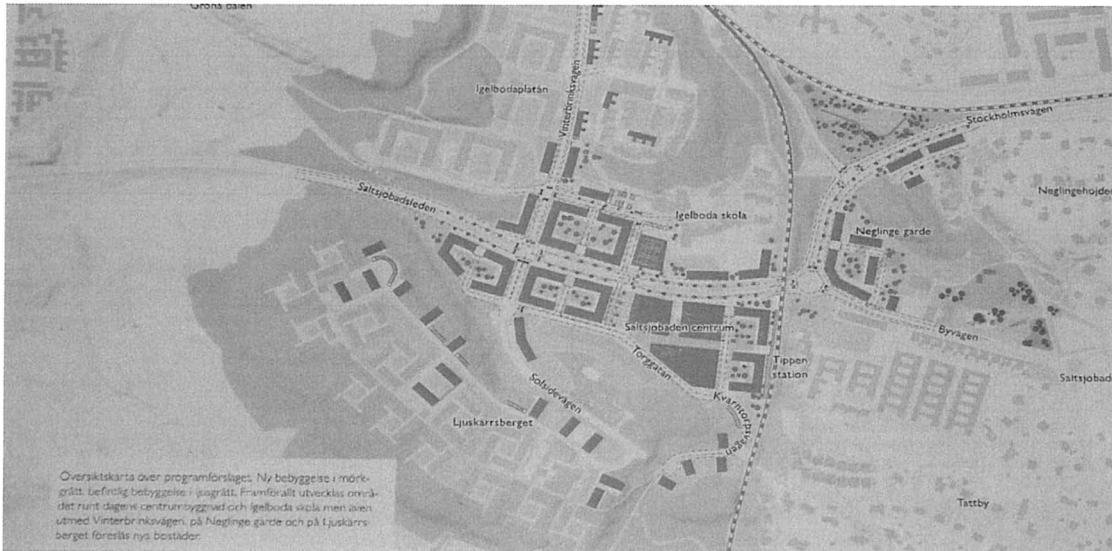 Gröna dalen
Igelbodaplatån
Vinterbrinksvägen
Stockholmsvägen
Saltsjöbadsleden
Neglingehöjden
Igelboda skola
Neglinge gärde
Saltsjöbaden centrum
Byvägen
Torggatan
Tippen
station
Saltsjöbad
Solsidevägen
Kvarntorpsvägen
Ljuskärrsberget
Tattby
Översiktskarta över programförslaget. Ny bebyggelse i mörk-
grått, befintlig bebyggelse i ljusgrått. Framförallt utvecklas områ-
det runt dagens centrumbyggnad och Igelboda skola men även
utmed Vinterbrinksvägen, på Neglinge gärde och på Ljuskärrs-
berget föreslås nya bostäder.